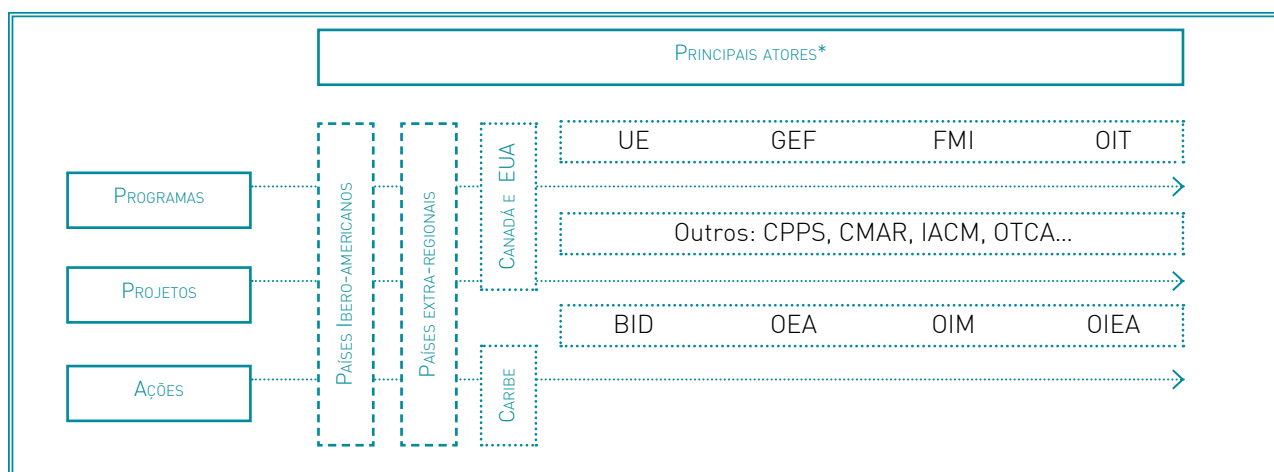 Principais atores*
UE GEF FMI OIT
Programas
Outros: CPPS, CMAR, IACM, OTCA...
Projetos
BID OEA OIM OIEA
Ações
Países Ibero-americanos
Países extra-regionais
Canadá e EUA
Caribe